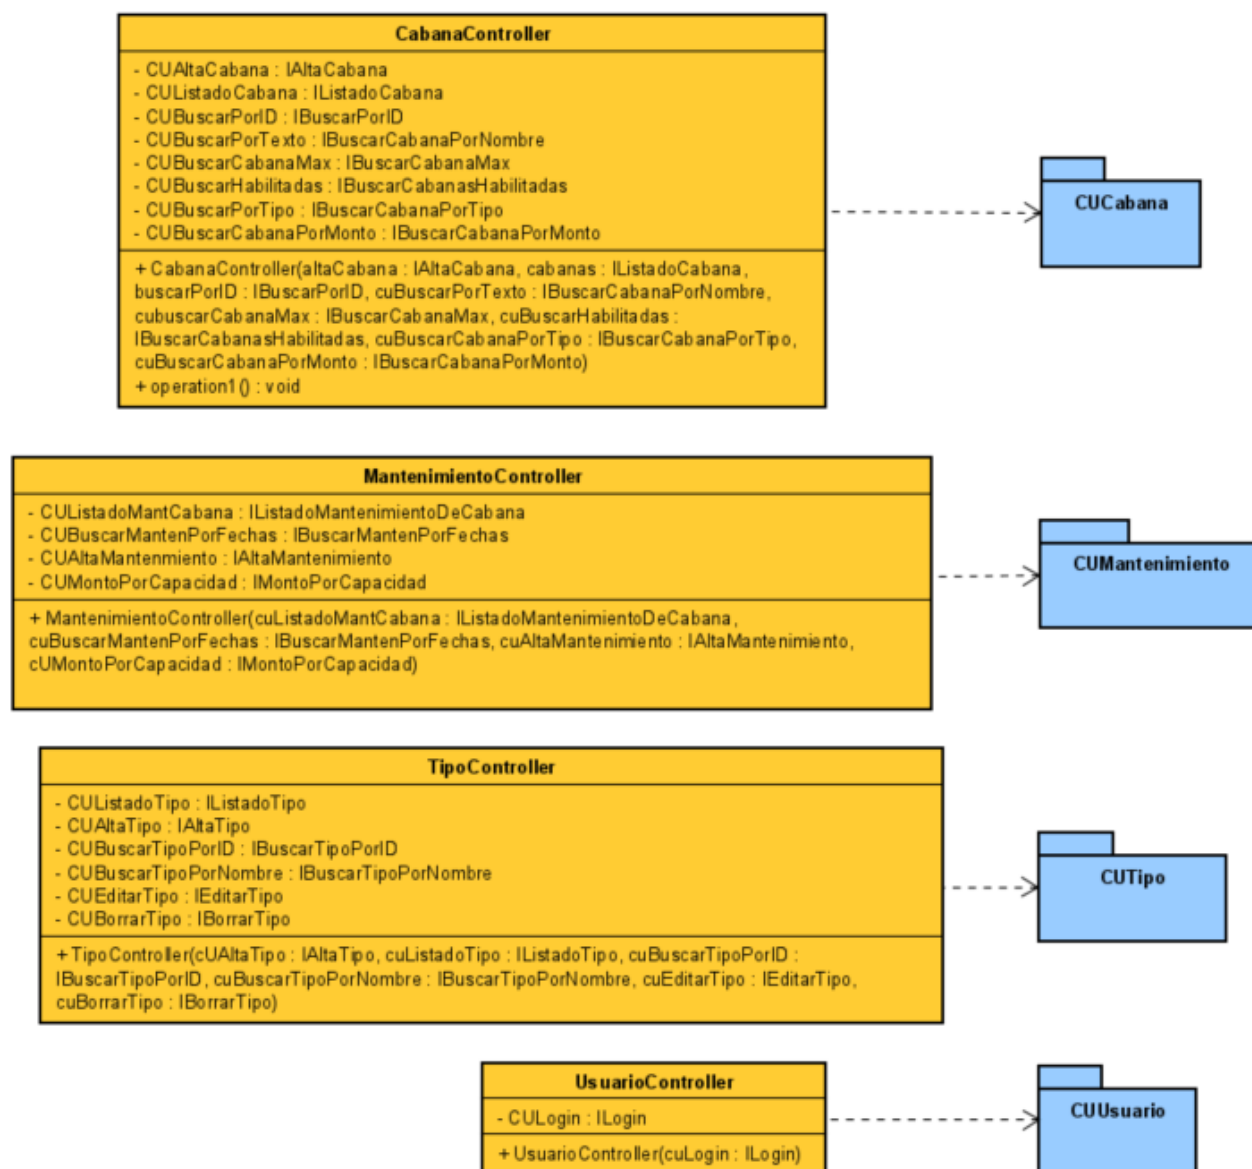 CabanaController
- CUAltaCabana : IAltaCabana
- CUListadoCabana : IListadoCabana
- CUBuscarPorID : IBuscarPorID
- CUBuscarPorTexto : IBuscarCabanaPorNombre
- CUBuscarCabanaMax : IBuscarCabanaMax
- CUBuscarHabilitadas : IBuscarCabanasHabilitadas
- CUBuscarPorTipo : IBuscarCabanaPorTipo
- CUBuscarCabanaPorMonto : IBuscarCabanaPorMonto
+ CabanaController(altaCabana : IAltaCabana, cabanas : IListadoCabana,
buscarPorID : IBuscarPorID, cuBuscarPorTexto : IBuscarCabanaPorNombre,
cubuscarCabanaMax : IBuscarCabanaMax, cuBuscarHabilitadas :
IBuscarCabanasHabilitadas, cuBuscarCabanaPorTipo : IBuscarCabanaPorTipo,
cuBuscarCabanaPorMonto : IBuscarCabanaPorMonto)
+ operation1() : void
CUCabana
MantenimientoController
- CUListadoMantCabana : IListadoMantenimientoDeCabana
- CUBuscarMantenPorFechas : IBuscarMantenPorFechas
- CUAltaMantenmiento : IAltaMantenimiento
- CUMontoPorCapacidad : IMontoPorCapacidad
+ MantenimientoController(cuListadoMantCabana : IListadoMantenimientoDeCabana,
cuBuscarMantenPorFechas : IBuscarMantenPorFechas, cuAltaMantenimiento : IAltaMantenimiento,
cUMontoPorCapacidad : IMontoPorCapacidad)
CUMantenimiento
TipoController
- CUListadoTipo : IListadoTipo
- CUAltaTipo : IAltaTipo
- CUBuscarTipoPorID : IBuscarTipoPorID
- CUBuscarTipoPorNombre : IBuscarTipoPorNombre
- CUEditarTipo : IEditarTipo
- CUBorrarTipo : IBorrarTipo
+ TipoController(cUAltaTipo : IAltaTipo, cuListadoTipo : IListadoTipo, cuBuscarTipoPorID :
IBuscarTipoPorID, cuBuscarTipoPorNombre : IBuscarTipoPorNombre, cuEditarTipo : IEditarTipo,
cuBorrarTipo : IBorrarTipo)
CUTipo
UsuarioController
- CULogin : ILogin
+ UsuarioController(cuLogin : ILogin)
CUUsuario